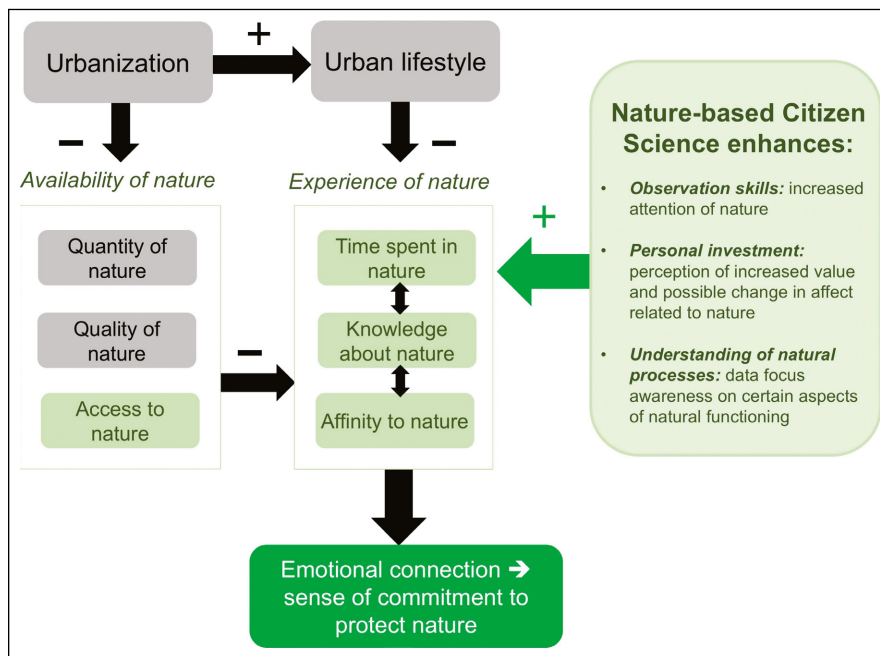 Urbanization
+
Urban lifestyle
–
–
Availability of nature
Experience of nature
Quantity of
nature
Quality of
nature
Access to
nature
–
Time spent in
nature
Knowledge
about nature
Affinity to nature
+
Nature-based Citizen
Science enhances:
• Observation skills: increased
attention of nature
• Personal investment:
perception of increased value
and possible change in affect
related to nature
• Understanding of natural
processes: data focus
awareness on certain aspects
of natural functioning
Emotional connection ➔
sense of commitment to
protect nature